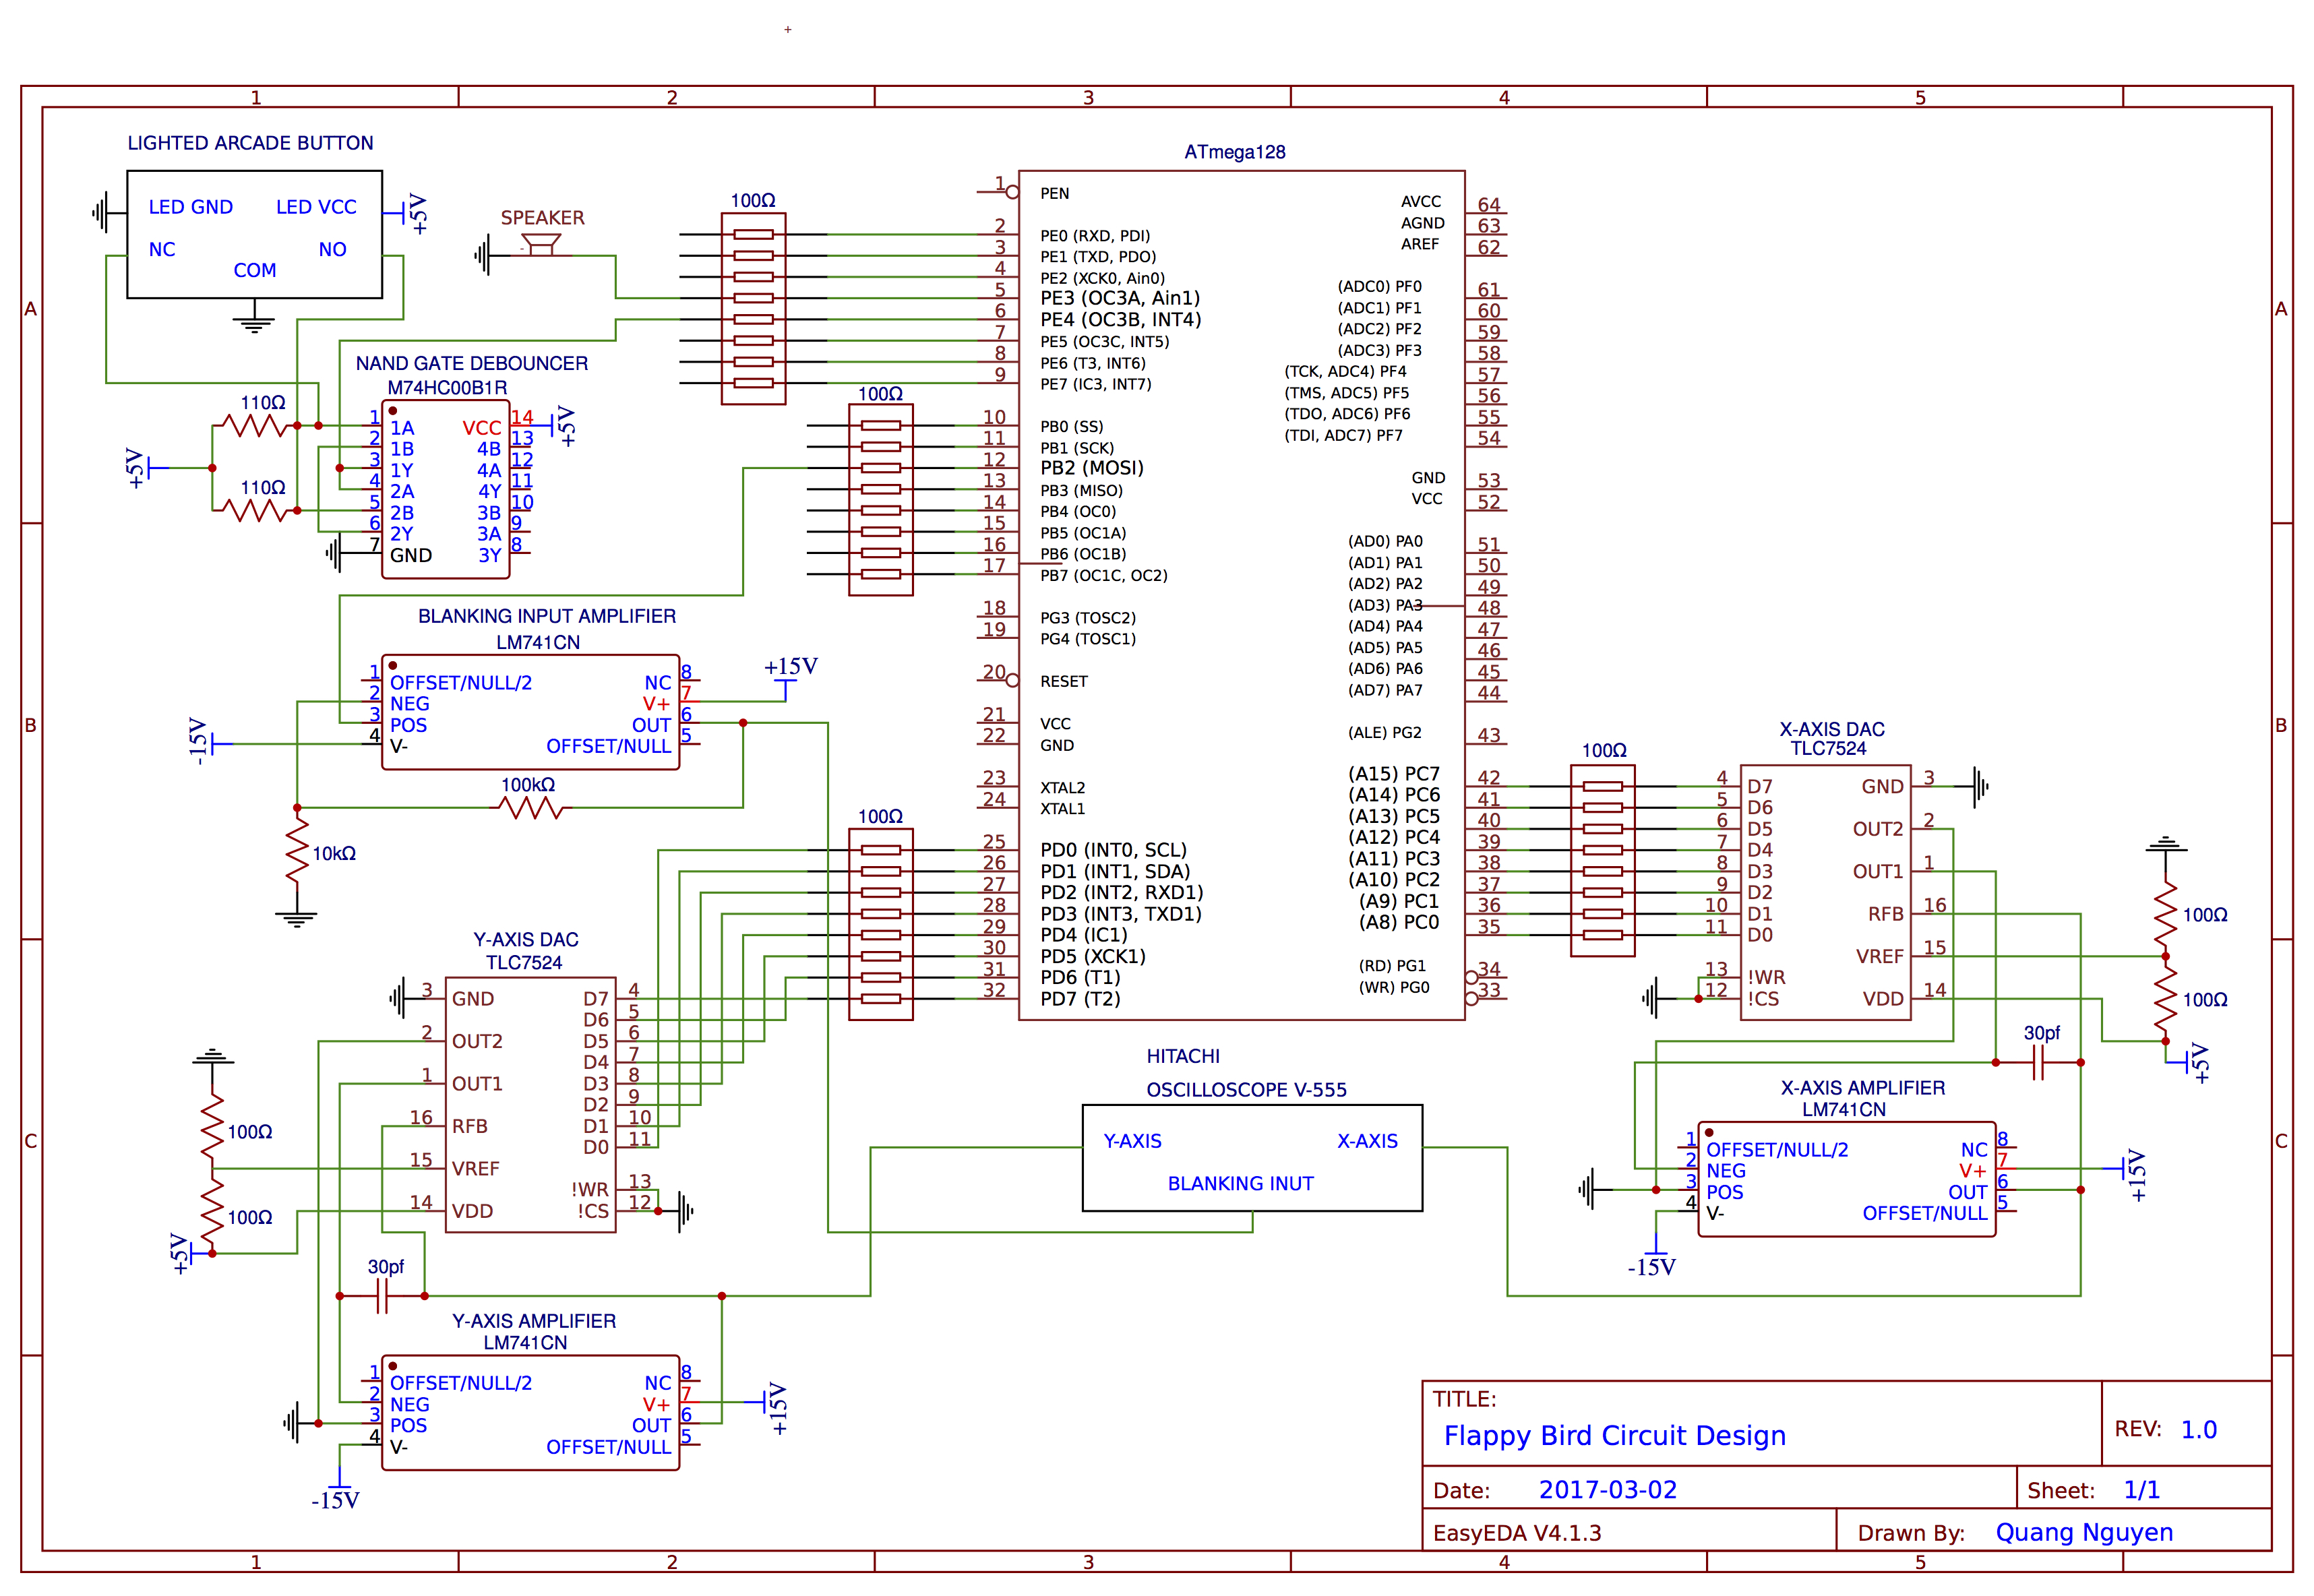 1 2 3 4 5
A
B
C
A
B
C
LIGHTED ARCADE BUTTON
LED GND LED VCC
NC NO
COM
+5V
SPEAKER
-
100Ω
NAND GATE DEBOUNCER
M74HC00B1R
110Ω
110Ω
+5V
+5V
1 1A VCC 14
2 1B 4B 13
3 1Y 4A 12
4 2A 4Y 11
5 2B 3B 10
6 2Y 3A 9
7 GND 3Y 8
100Ω
ATmega128
1 PEN
2 PE0 (RXD, PDI)
3 PE1 (TXD, PDO)
4 PE2 (XCK0, Ain0)
5 PE3 (OC3A, Ain1)
6 PE4 (OC3B, INT4)
7 PE5 (OC3C, INT5)
8 PE6 (T3, INT6)
9 PE7 (IC3, INT7)
10 PB0 (SS)
11 PB1 (SCK)
12 PB2 (MOSI)
13 PB3 (MISO)
14 PB4 (OC0)
15 PB5 (OC1A)
16 PB6 (OC1B)
17 PB7 (OC1C, OC2)
18 PG3 (TOSC2)
19 PG4 (TOSC1)
20 RESET
21 VCC
22 GND
23 XTAL2
24 XTAL1
25 PD0 (INT0, SCL)
26 PD1 (INT1, SDA)
27 PD2 (INT2, RXD1)
28 PD3 (INT3, TXD1)
29 PD4 (IC1)
30 PD5 (XCK1)
31 PD6 (T1)
32 PD7 (T2)
AVCC 64
AGND 63
AREF 62
(ADC0) PF0 61
(ADC1) PF1 60
(ADC2) PF2 59
(ADC3) PF3 58
(TCK, ADC4) PF4 57
(TMS, ADC5) PF5 56
(TDO, ADC6) PF6 55
(TDI, ADC7) PF7 54
GND 53
VCC 52
(AD0) PA0 51
(AD1) PA1 50
(AD2) PA2 49
(AD3) PA3 48
(AD4) PA4 47
(AD5) PA5 46
(AD6) PA6 45
(AD7) PA7 44
(ALE) PG2 43
(A15) PC7 42
(A14) PC6 41
(A13) PC5 40
(A12) PC4 39
(A11) PC3 38
(A10) PC2 37
(A9) PC1 36
(A8) PC0 35
(RD) PG1 34
(WR) PG0 33
BLANKING INPUT AMPLIFIER
LM741CN
1 OFFSET/NULL/2 NC 8
2 NEG V+ 7
3 POS OUT 6
4 V- OFFSET/NULL 5
+15V
-15V
100kΩ
10kΩ
100Ω
Y-AXIS DAC
TLC7524
3 GND D7 4
D6 5
2 OUT2 D5 6
D4 7
1 OUT1 D3 8
D2 9
16 RFB D1 10
D0 11
15 VREF
!WR 13
14 VDD !CS 12
100Ω
100Ω
+5V
30pf
Y-AXIS AMPLIFIER
LM741CN
1 OFFSET/NULL/2 NC 8
2 NEG V+ 7
3 POS OUT 6
4 V- OFFSET/NULL 5
+15V
-15V
HITACHI
OSCILLOSCOPE V-555
Y-AXIS X-AXIS
BLANKING INUT
100Ω
X-AXIS DAC
TLC7524
4 D7 GND 3
5 D6
6 D5 OUT2 2
7 D4
8 D3 OUT1 1
9 D2
10 D1 RFB 16
11 D0
VREF 15
13 !WR
12 !CS VDD 14
100Ω
100Ω
+5V
30pf
X-AXIS AMPLIFIER
LM741CN
1 OFFSET/NULL/2 NC 8
2 NEG V+ 7
3 POS OUT 6
4 V- OFFSET/NULL 5
+15V
-15V
TITLE:
Flappy Bird Circuit Design
REV: 1.0
Date: 2017-03-02
Sheet: 1/1
EasyEDA V4.1.3
Drawn By: Quang Nguyen
1 2 3 4 5